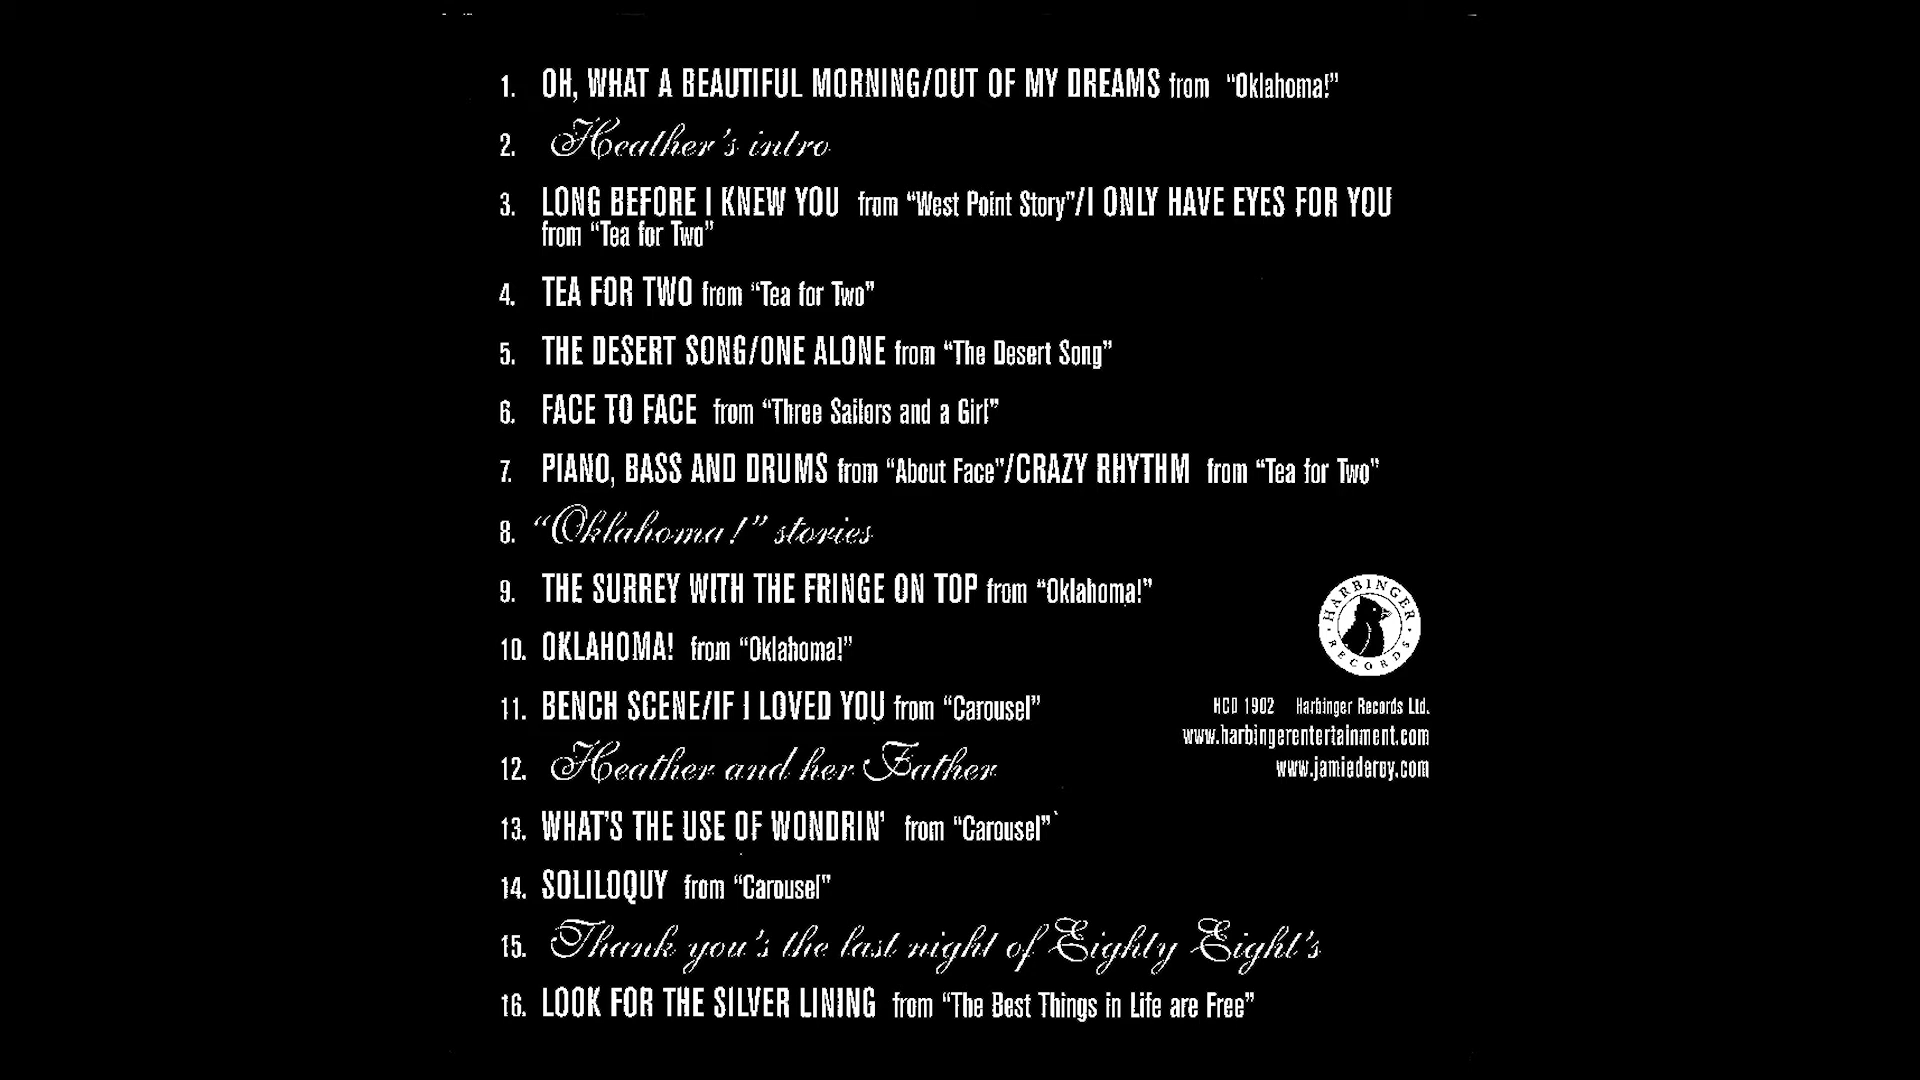 1. OH, WHAT A BEAUTIFUL MORNING/OUT OF MY DREAMS from "Oklahoma!"
2. Heather's intro
3. LONG BEFORE I KNEW YOU from "West Point Story"/I ONLY HAVE EYES FOR YOU
from "Tea for Two"
4. TEA FOR TWO from "Tea for Two"
5. THE DESERT SONG/ONE ALONE from "The Desert Song"
6. FACE TO FACE from "Three Sailors and a Girl"
7. PIANO, BASS AND DRUMS from "About Face"/CRAZY RHYTHM from "Tea for Two"
8. "Oklahoma!" stories
9. THE SURREY WITH THE FRINGE ON TOP from "Oklahoma!"
10. OKLAHOMA! from "Oklahoma!"
11. BENCH SCENE/IF I LOVED YOU from "Carousel"
12. Heather and her Father
13. WHAT'S THE USE OF WONDRIN' from "Carousel"
14. SOLILOQUY from "Carousel"
15. Thank you's the last night of Eighty Eight's
16. LOOK FOR THE SILVER LINING from "The Best Things in Life are Free"
HARBINGER
RECORDS
HCD 1902 Harbinger Records Ltd.
www.harbingerentertainment.com
www.jamiederoy.com